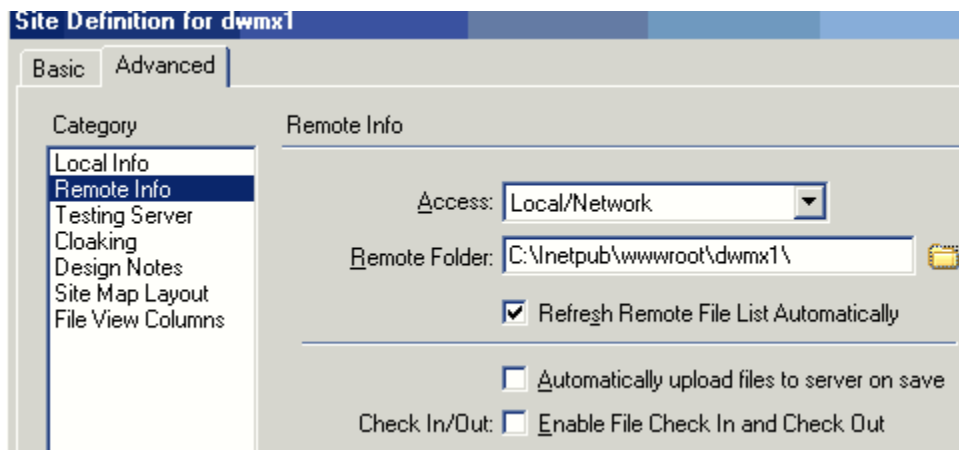 Site Definition for dwmx1
Basic
Advanced
Category
Local Info
Remote Info
Testing Server
Cloaking
Design Notes
Site Map Layout
File View Columns
Remote Info
Access: Local/Network
Remote Folder: C:\Inetpub\wwwroot\dwmx1\
Refresh Remote File List Automatically
Automatically upload files to server on save
Check In/Out: Enable File Check In and Check Out